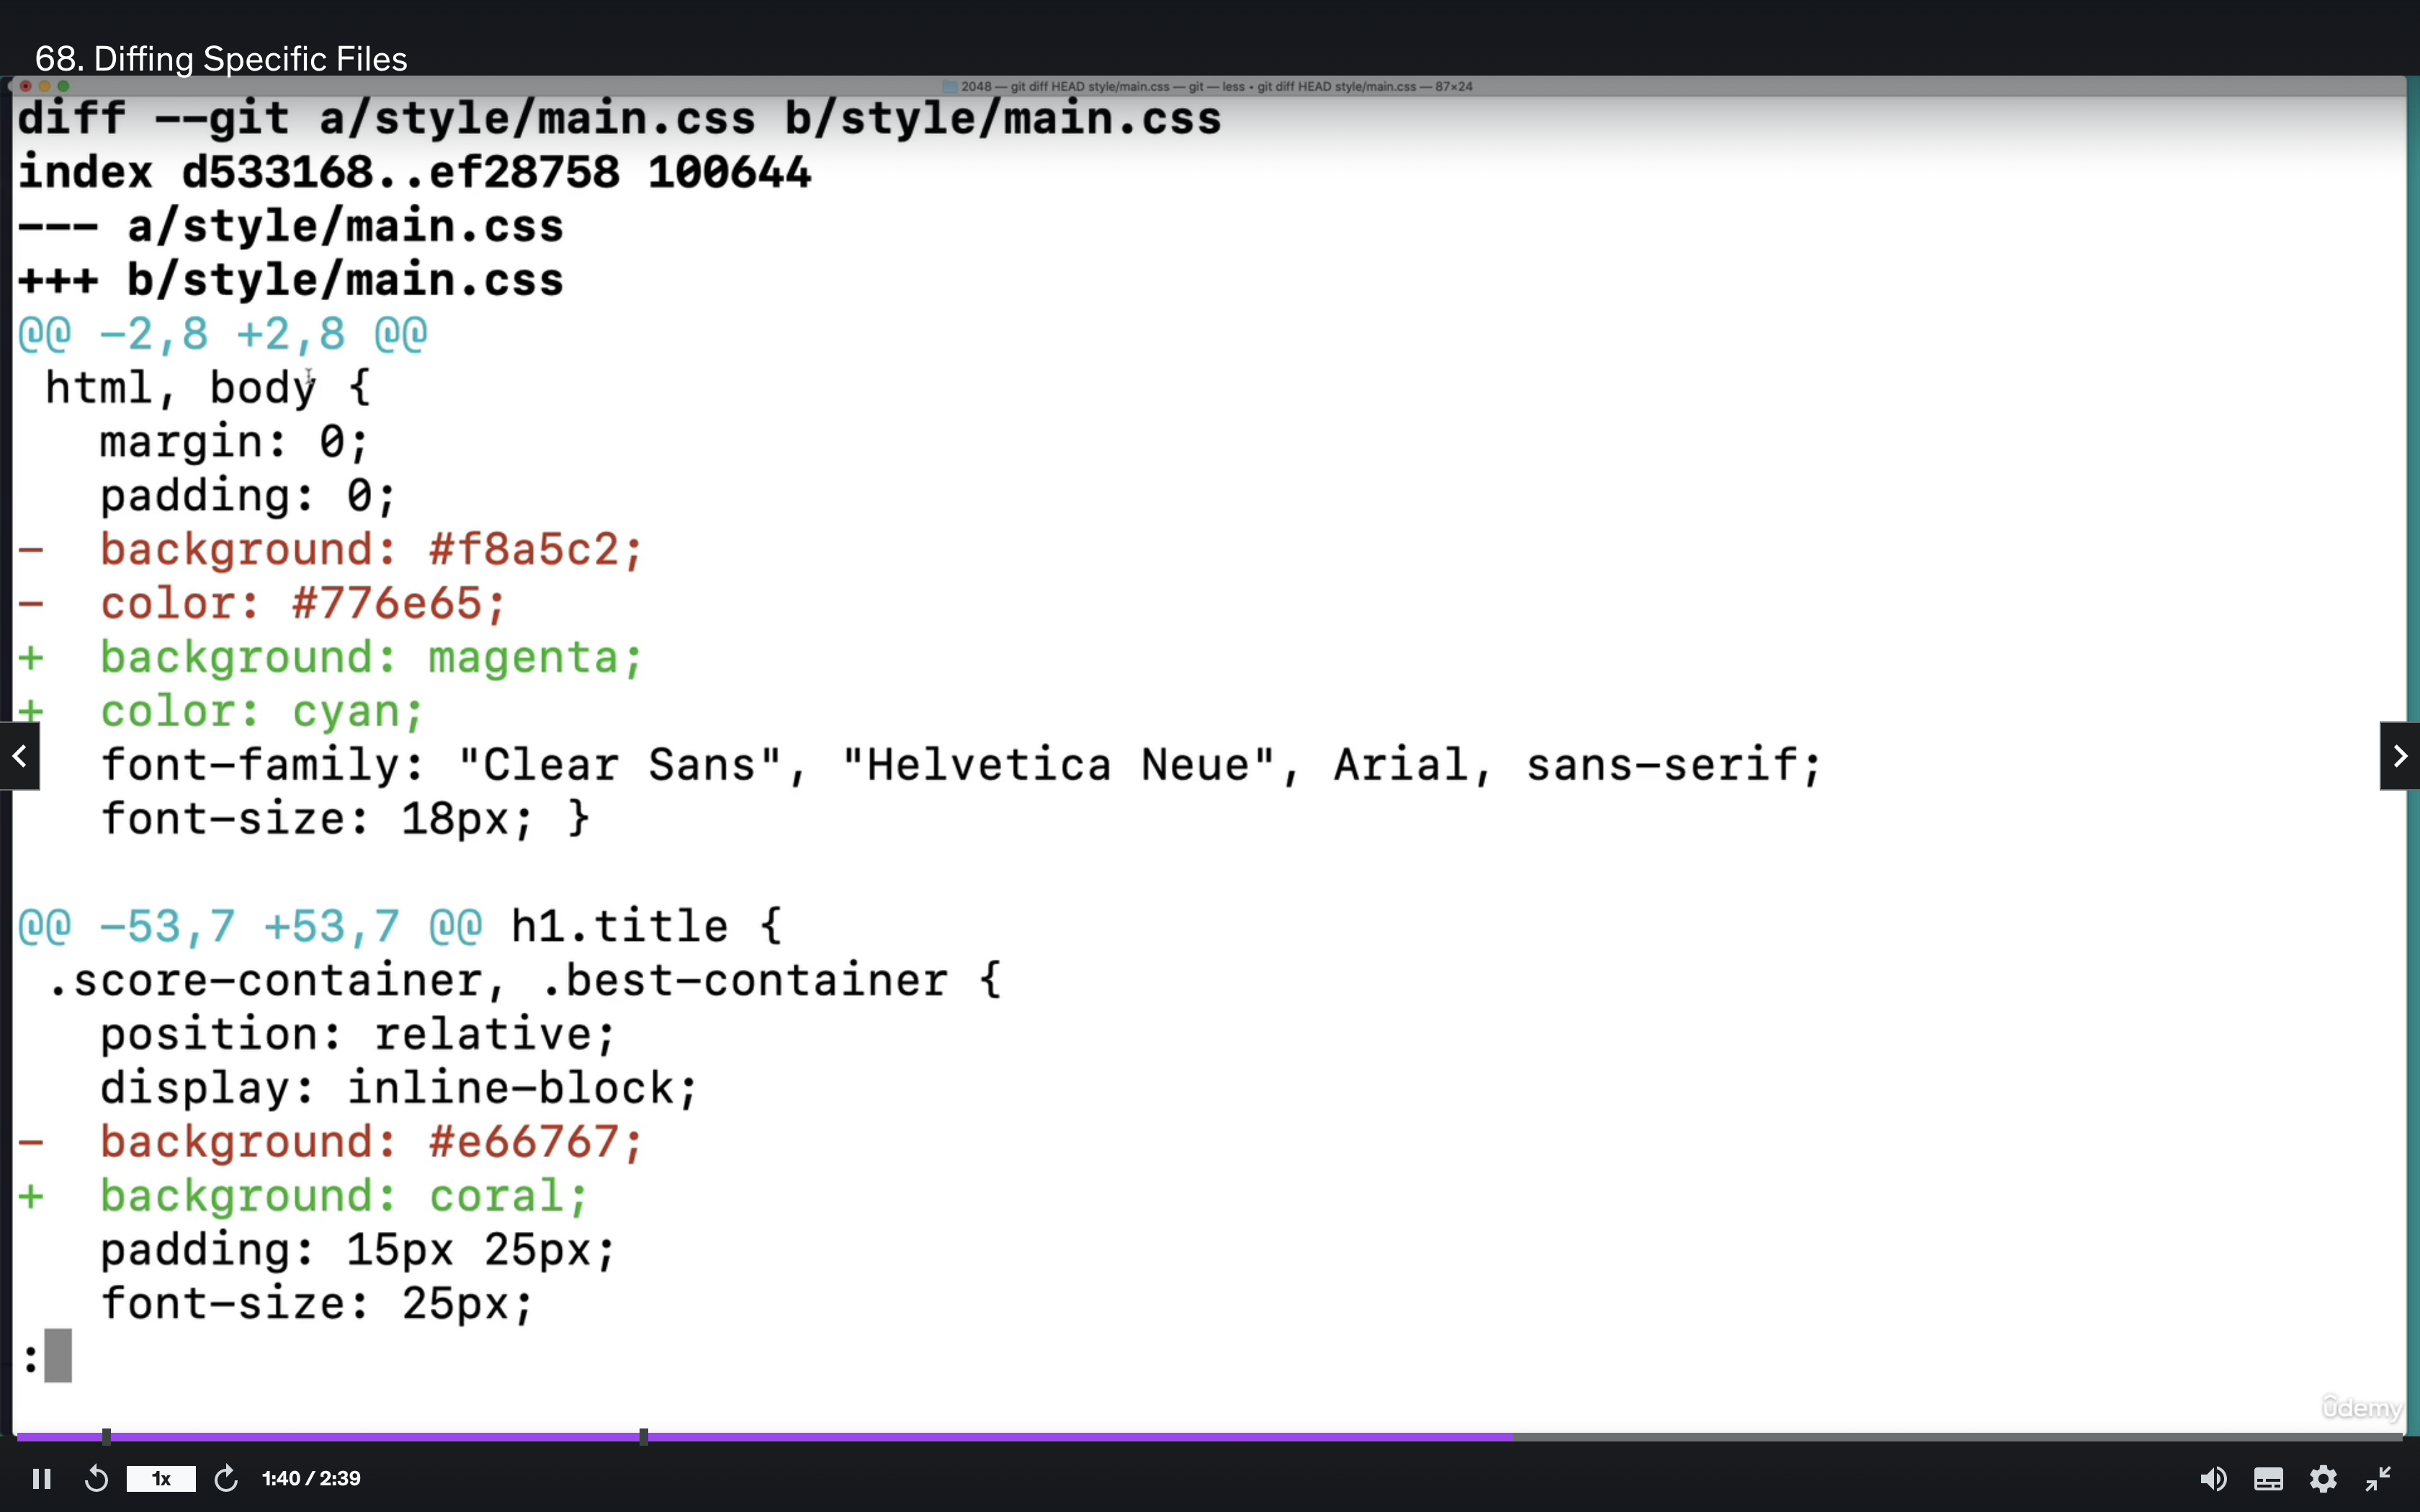 68. Diffing Specific Files
2048 — git diff HEAD style/main.css — git — less • git diff HEAD style/main.css — 87×24
diff --git a/style/main.css b/style/main.css
index d533168..ef28758 100644
--- a/style/main.css
+++ b/style/main.css
@@ -2,8 +2,8 @@
 html, body {
   margin: 0;
   padding: 0;
-  background: #f8a5c2;
-  color: #776e65;
+  background: magenta;
+  color: cyan;
   font-family: "Clear Sans", "Helvetica Neue", Arial, sans-serif;
   font-size: 18px; }
@@ -53,7 +53,7 @@ h1.title {
 .score-container, .best-container {
   position: relative;
   display: inline-block;
-  background: #e66767;
+  background: coral;
   padding: 15px 25px;
   font-size: 25px;
:
ûdemy
1x 1:40 / 2:39